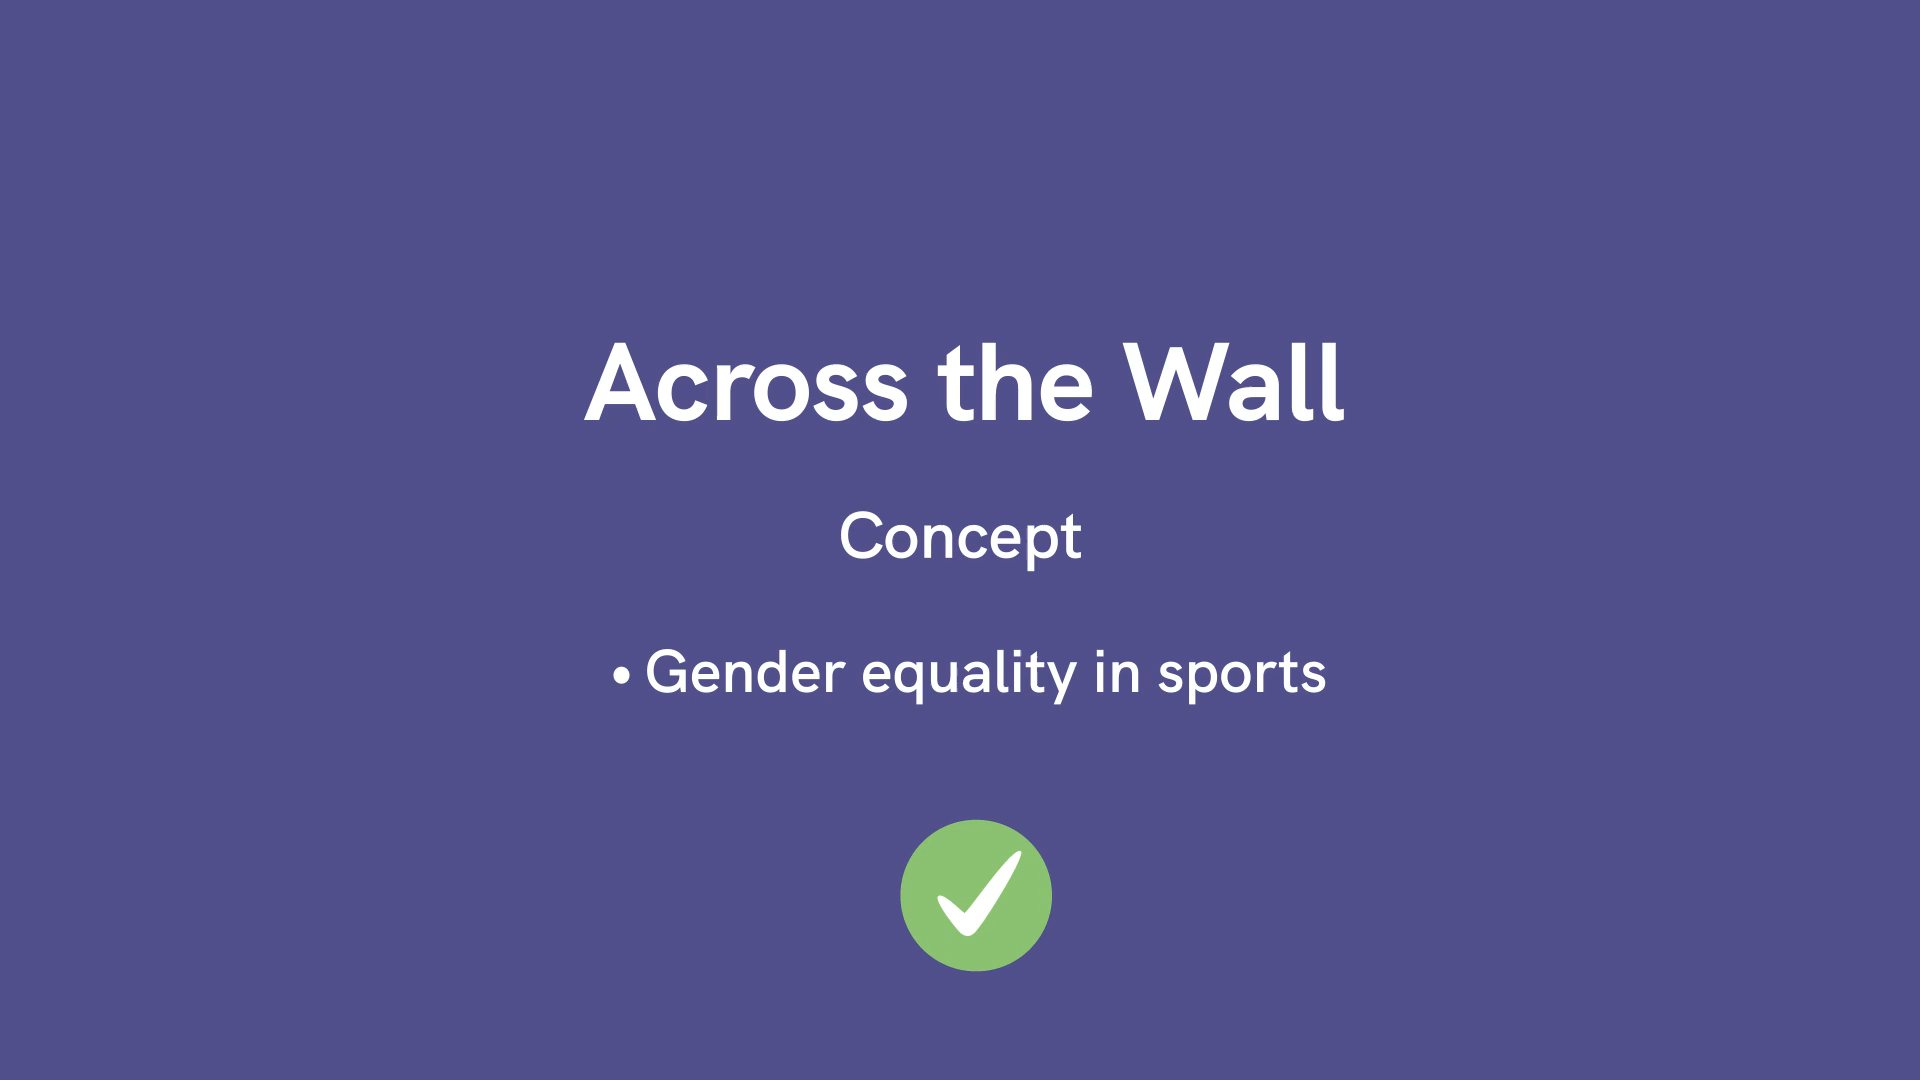 Across the Wall
Concept
• Gender equality in sports